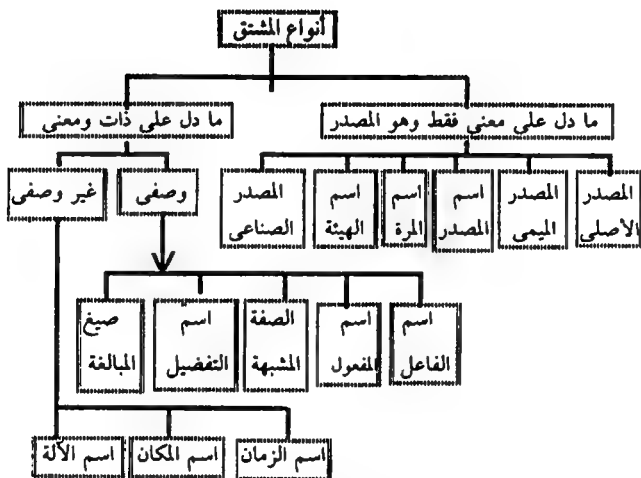 أنواع المشتق
ما دل على معنى فقط وهو المصدر
ما دل على ذات ومعنى
المصدر
الأصلي
المصدر
الميمى
اسم
المصدر
اسم
المرة
اسم
الهيئة
المصدر
الصناعى
وصفى
غير وصفى
اسم
الفاعل
اسم
المفعول
الصفة
المشبهة
اسم
التفضيل
صيغ
المبالغة
اسم الزمان
اسم المكان
اسم الآلة